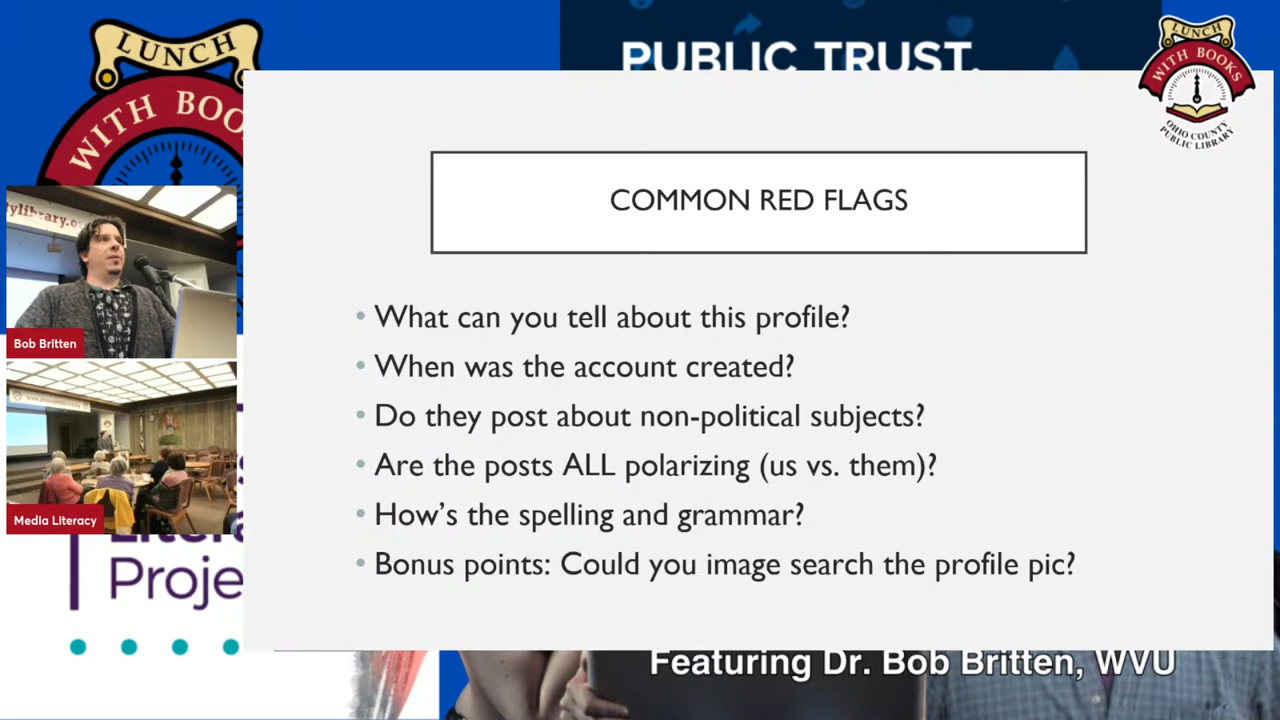 LUNCH
WITH BOO
PUBLIC TRUST.
LUNCH
WITH BOOKS
OHIO COUNTY
PUBLIC LIBRARY
COMMON RED FLAGS
• What can you tell about this profile?
• When was the account created?
• Do they post about non-political subjects?
• Are the posts ALL polarizing (us vs. them)?
• How's the spelling and grammar?
• Bonus points: Could you image search the profile pic?
tylibrary.o
Bob Britten
Media Literacy
Litera
Proje
Featuring Dr. Bob Britten, WVU